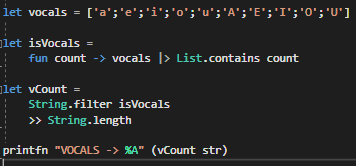 let vocals = ['a';'e';'i';'o';'u';'A';'E';'I';'O';'U']
let isVocals =
fun count -> vocals |> List.contains count
let vCount =
String.filter isVocals
>> String.length
printfn "VOCALS -> %A" (vCount str)